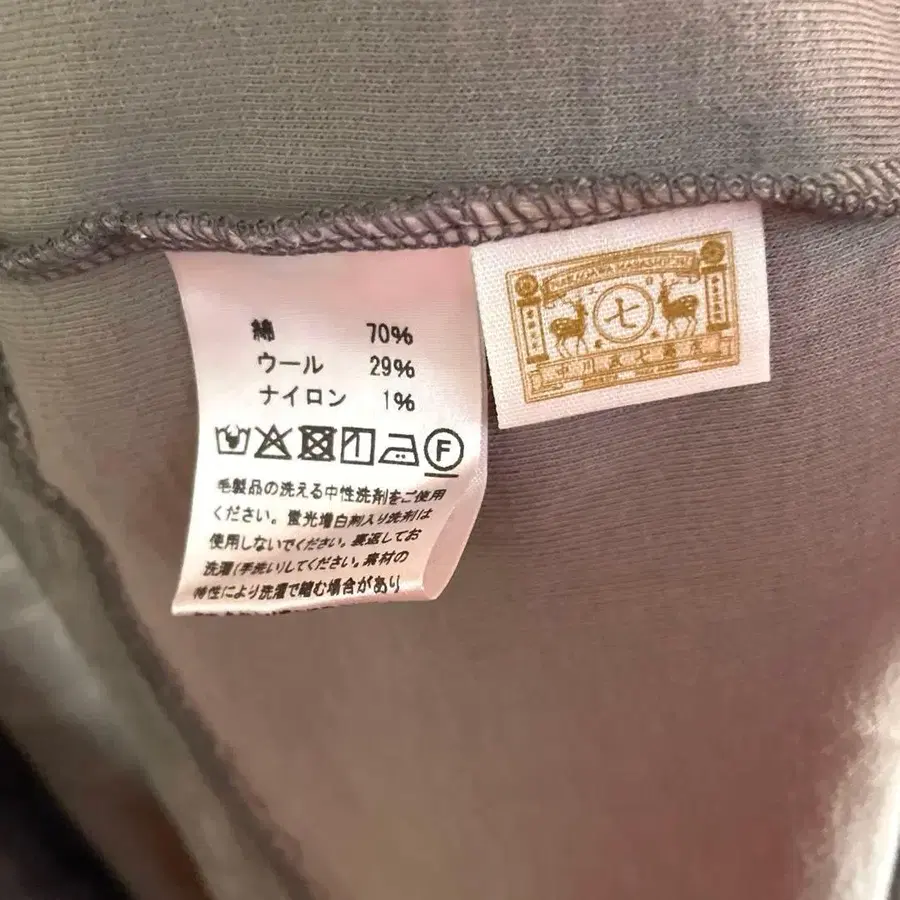 綿 70%
ウール 29%
ナイロン 1%
F
毛製品の洗える中性洗剤をご使用
ください。蛍光増白剤入り洗剤は
使用しないでください。裏返してお
洗濯(手洗い)してください。素材の
特性により洗濯で縮む場合があり
NAKAGAWA MASASHICHI
七
中川政七商店